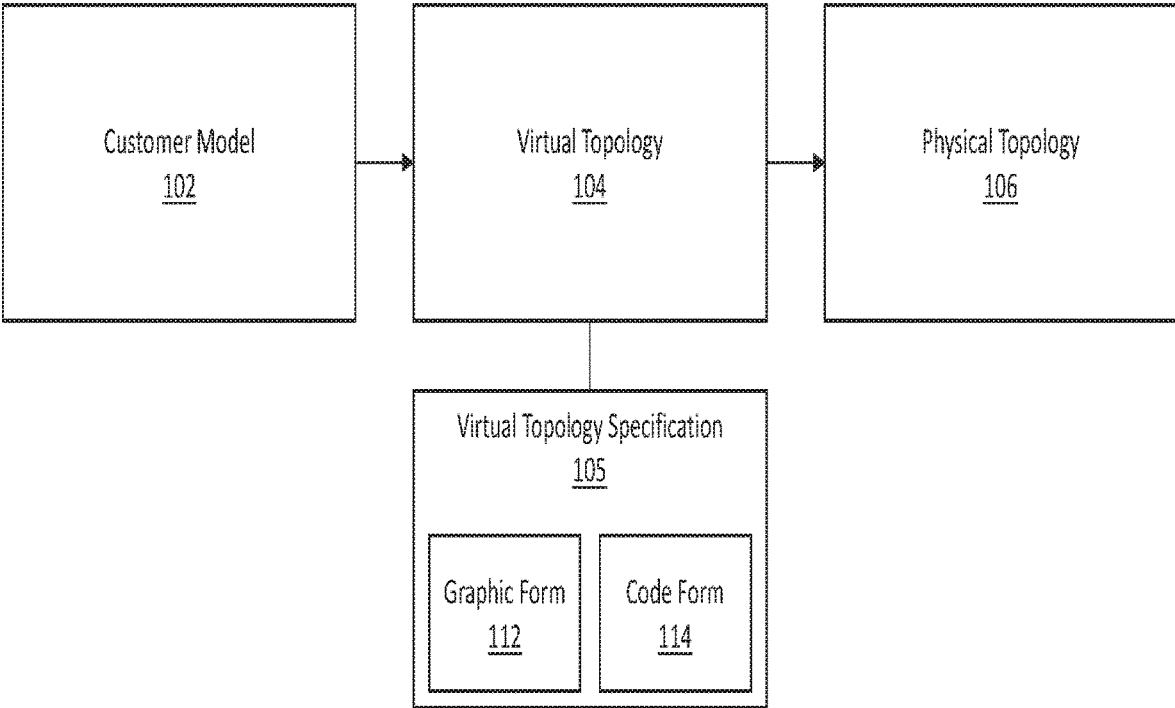 Customer Model
102
Virtual Topology
104
Physical Topology
106
Virtual Topology Specification
105
Graphic Form
112
Code Form
114